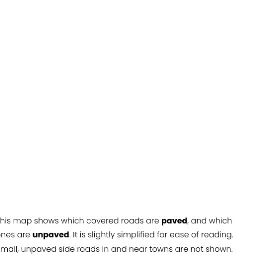 his map shows which covered roads are paved, and which
nes are unpaved. It is slightly simplified for ease of reading.
mall, unpaved side roads in and near towns are not shown.